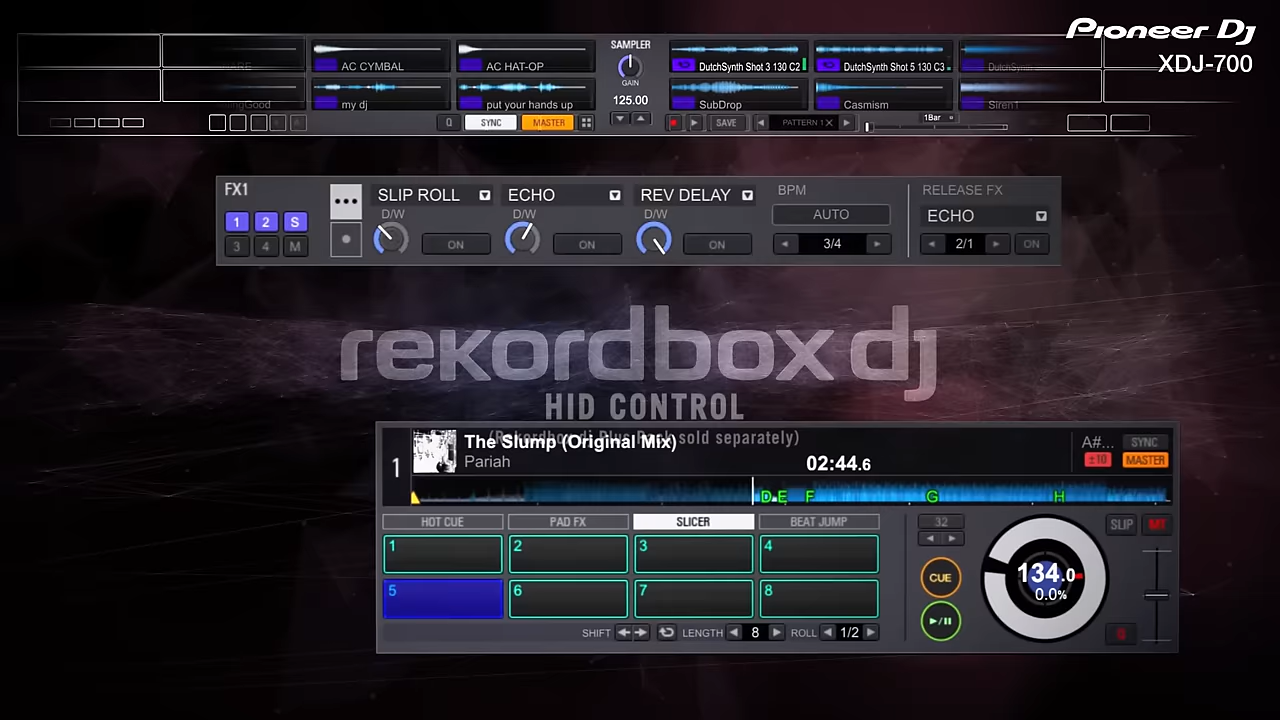 Pioneer Dj
XDJ-700
AC CYMBAL
AC HAT-OP
SAMPLER
GAIN
125.00
DutchSynth Shot 3 130 C2
DutchSynth Shot 5 130 C3
my dj
put your hands up
SubDrop
Casmism
Siren1
Q
SYNC
MASTER
SAVE
PATTERN 1
1Bar
FX1
1 2 S
3 4 M
SLIP ROLL
D/W
ON
ECHO
D/W
ON
REV DELAY
D/W
ON
BPM
AUTO
3/4
RELEASE FX
ECHO
2/1
ON
rekordbox dj
HID CONTROL
(Rekordbox dj Plus Pack sold separately)
1
The Slump (Original Mix)
Pariah
02:44.6
A#...
SYNC
±10
MASTER
D E F G H
HOT CUE
PAD FX
SLICER
BEAT JUMP
1 2 3 4
5 6 7 8
SHIFT
LENGTH
8
ROLL
1/2
32
CUE
134.0
0.0%
SLIP
MT